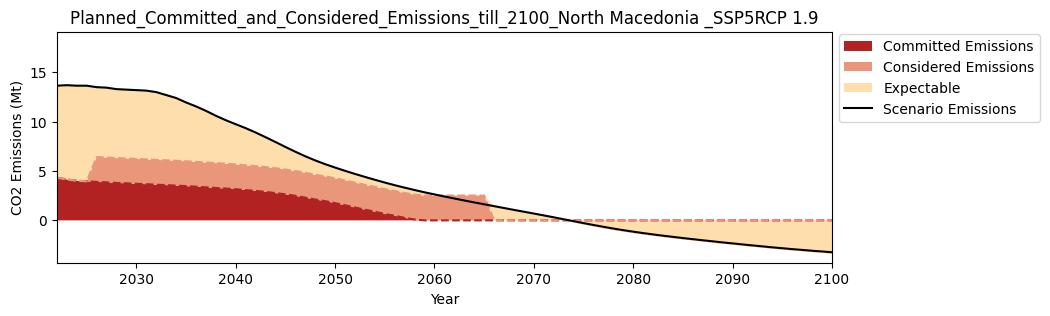 Planned_Committed_and_Considered_Emissions_till_2100_North Macedonia _SSP5RCP 1.9
Committed Emissions
Considered Emissions
Expectable
Scenario Emissions
CO2 Emissions (Mt)
15
10
5
0
2030 2040 2050 2060 2070 2080 2090 2100
Year